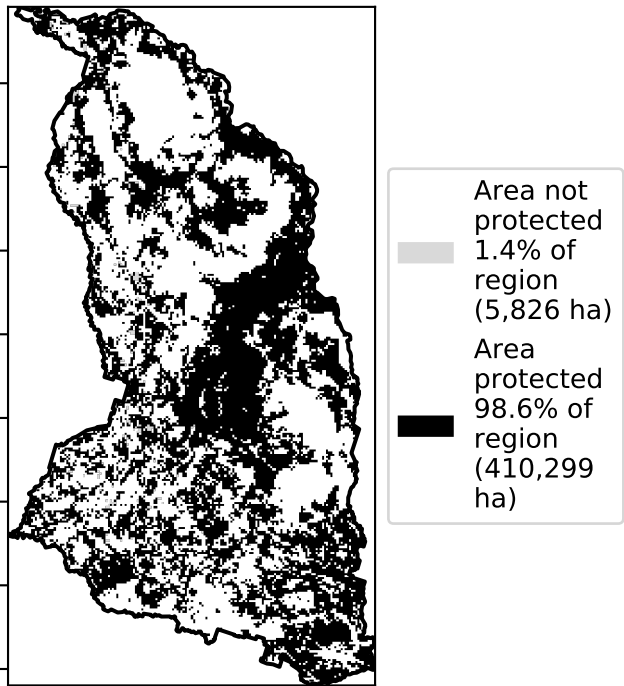 Area not
protected
1.4% of
region
(5,826 ha)
Area
protected
98.6% of
region
(410,299
ha)